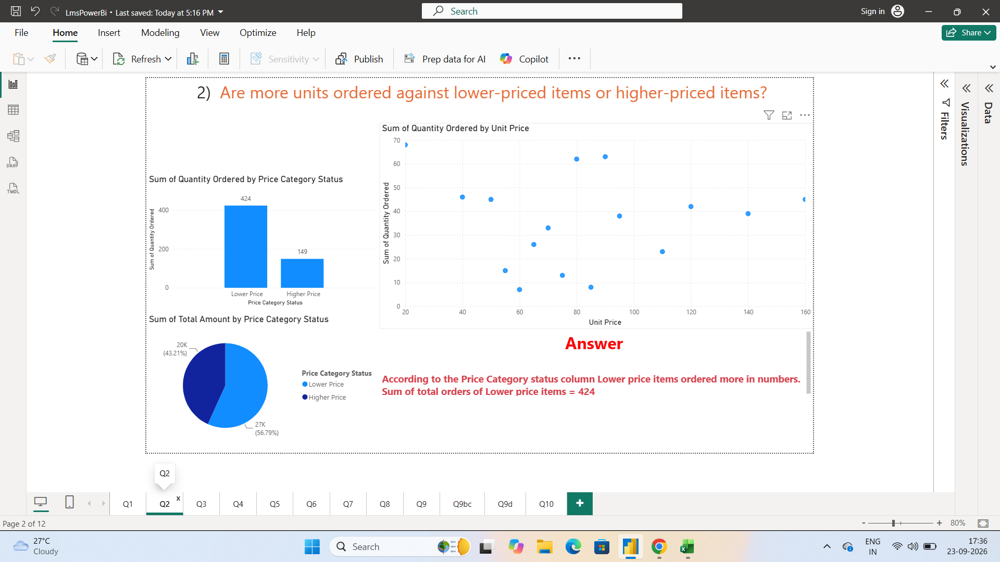 LmsPowerBi • Last saved: Today at 5:16 PM
Search
Sign in
File
Home
Insert
Modeling
View
Optimize
Help
Share
Refresh
Sensitivity
Publish
Prep data for AI
Copilot
DAX
TMDL
2) Are more units ordered against lower-priced items or higher-priced items?
Sum of Quantity Ordered by Unit Price
70
60
50
40
30
20
10
0
Sum of Quantity Ordered
20
40
60
80
100
120
140
160
Unit Price
Sum of Quantity Ordered by Price Category Status
424
149
400
200
0
Sum of Quantity Ordered
Lower Price
Higher Price
Price Category Status
Sum of Total Amount by Price Category Status
20K
(43.21%)
27K
(56.79%)
Price Category Status
Lower Price
Higher Price
Answer
According to the Price Category status column Lower price items ordered more in numbers.
Sum of total orders of Lower price items = 424
Filters
Visualizations
Data
Q2
Q1
Q2
x
Q3
Q4
Q5
Q6
Q7
Q8
Q9
Q9bc
Q9d
Q10
+
Page 2 of 12
- + 80%
27°C
Cloudy
Search
ENG
IN
17:36
23-09-2026